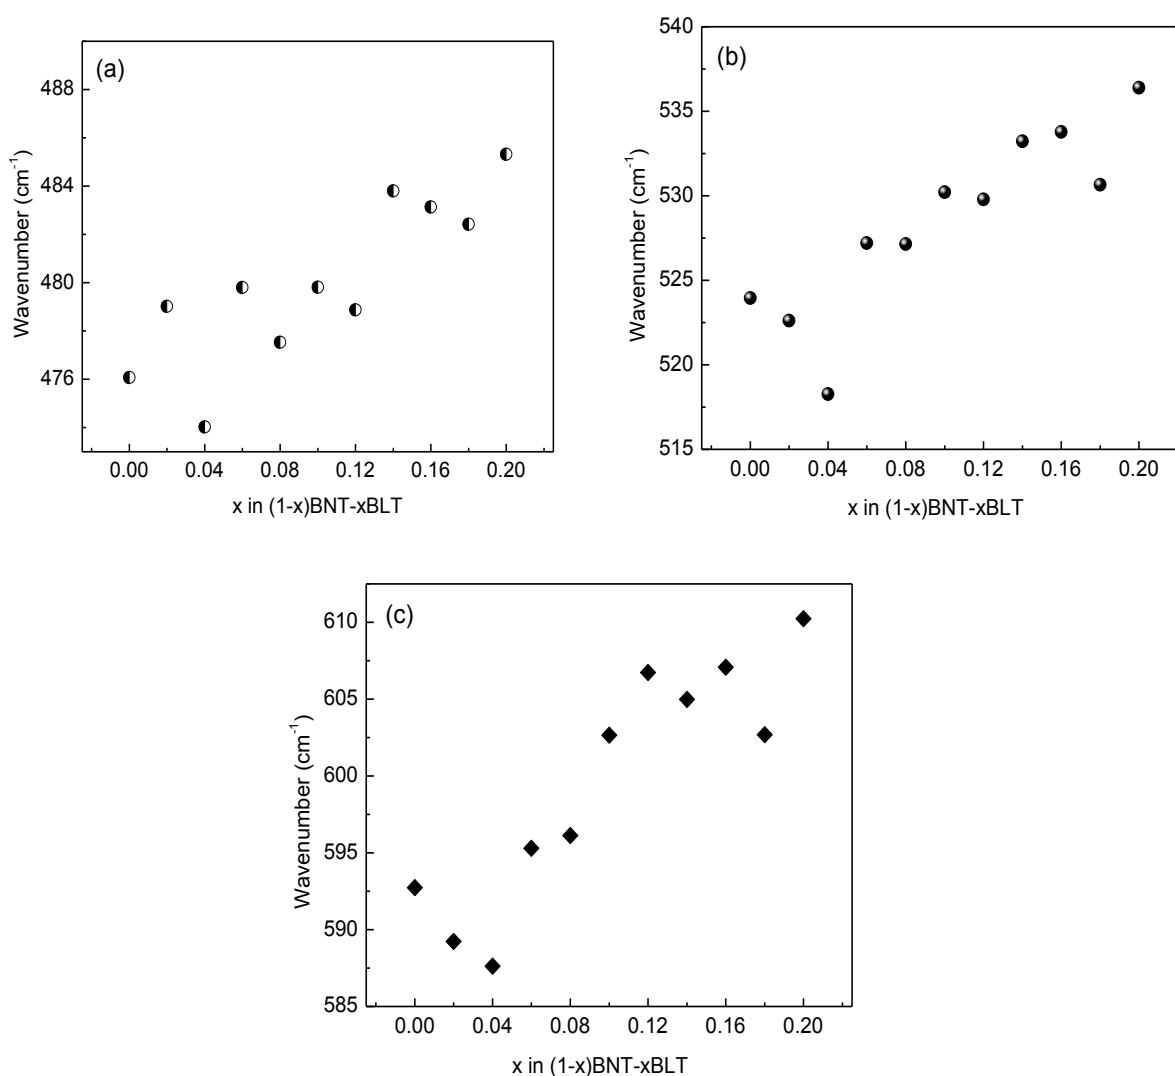 (a)
488
484
480
476
Wavenumber (cm⁻¹)
0.00 0.04 0.08 0.12 0.16 0.20
x in (1-x)BNT-xBLT
(b)
540
535
530
525
520
515
Wavenumber (cm⁻¹)
0.00 0.04 0.08 0.12 0.16 0.20
x in (1-x)BNT-xBLT
(c)
610
605
600
595
590
585
Wavenumber (cm⁻¹)
0.00 0.04 0.08 0.12 0.16 0.20
x in (1-x)BNT-xBLT